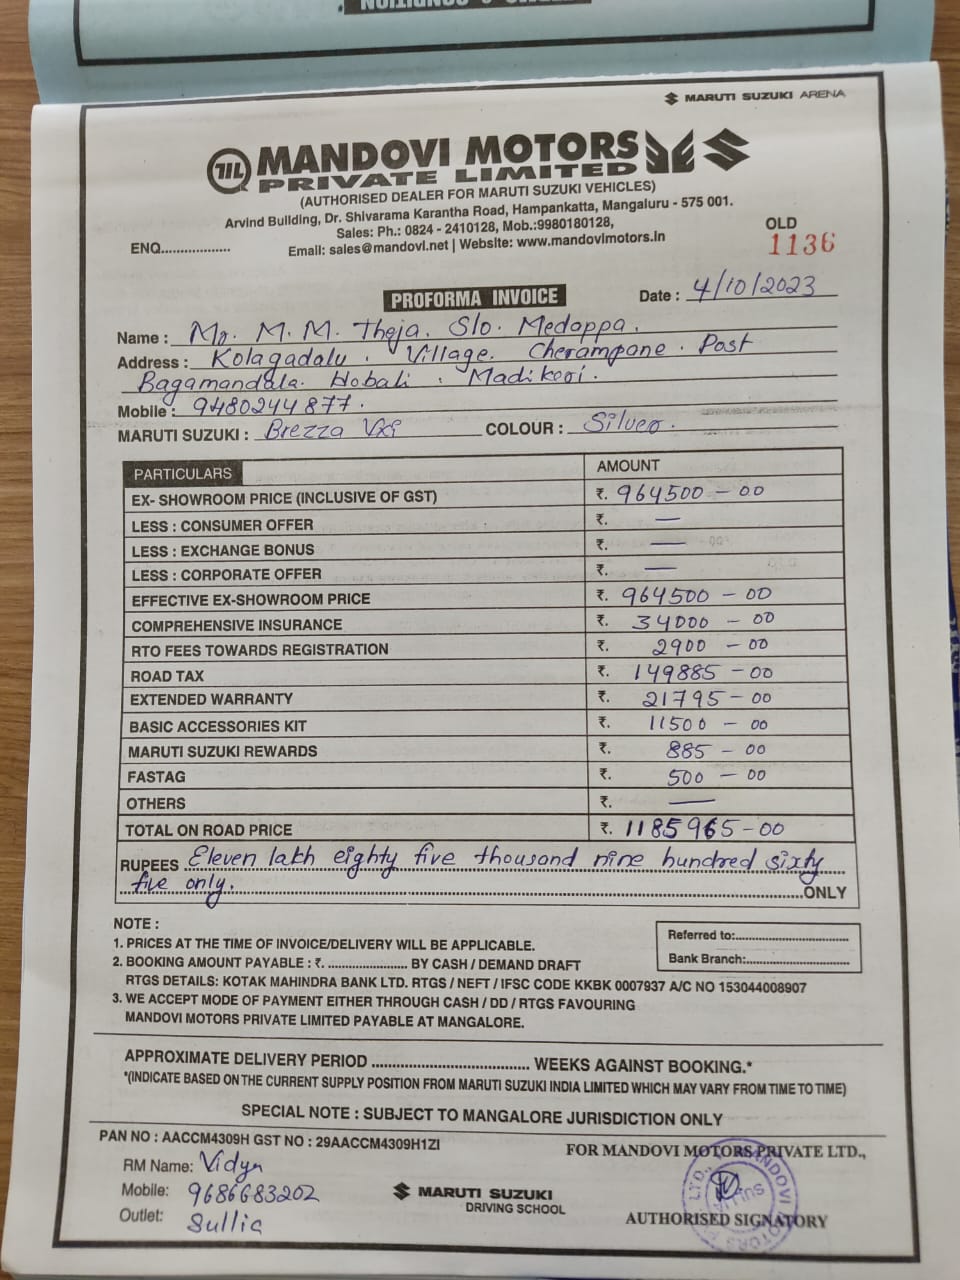 MARUTI SUZUKI ARENA
MANDOVI MOTORS
PRIVATE LIMITED
(AUTHORISED DEALER FOR MARUTI SUZUKI VEHICLES)
Arvind Building, Dr. Shivarama Karantha Road, Hampankatta, Mangaluru - 575 001.
Sales: Ph.: 0824 - 2410128, Mob.:9980180128,
Email: sales@mandovi.net | Website: www.mandovimotors.in
ENQ..................
OLD
1136
PROFORMA INVOICE
Date : 4/10/2023
Name : Mr. M. M. Theja. S/o. Medappa.
Address : Kolagadalu. Village. Cherampane. Post
Bagamandala. Hobali. Madikeri.
Mobile : 9480244877.
MARUTI SUZUKI : Brezza Vxi COLOUR : Silver.
PARTICULARS AMOUNT
EX- SHOWROOM PRICE (INCLUSIVE OF GST) ₹. 964500 - 00
LESS : CONSUMER OFFER ₹. —
LESS : EXCHANGE BONUS ₹. —
LESS : CORPORATE OFFER ₹. —
EFFECTIVE EX-SHOWROOM PRICE ₹. 964500 - 00
COMPREHENSIVE INSURANCE ₹. 34000 - 00
RTO FEES TOWARDS REGISTRATION ₹. 2900 - 00
ROAD TAX ₹. 149885 - 00
EXTENDED WARRANTY ₹. 21795 - 00
BASIC ACCESSORIES KIT ₹. 11500 - 00
MARUTI SUZUKI REWARDS ₹. 885 - 00
FASTAG ₹. 500 - 00
OTHERS ₹. —
TOTAL ON ROAD PRICE ₹. 1185965-00
RUPEES Eleven lakh eighty five thousand nine hundred sixty
five only. ONLY
NOTE :
1. PRICES AT THE TIME OF INVOICE/DELIVERY WILL BE APPLICABLE.
2. BOOKING AMOUNT PAYABLE : ₹. ........................ BY CASH / DEMAND DRAFT
RTGS DETAILS: KOTAK MAHINDRA BANK LTD. RTGS / NEFT / IFSC CODE KKBK 0007937 A/C NO 153044008907
3. WE ACCEPT MODE OF PAYMENT EITHER THROUGH CASH / DD / RTGS FAVOURING
MANDOVI MOTORS PRIVATE LIMITED PAYABLE AT MANGALORE.
Referred to:..............................
Bank Branch:............................
APPROXIMATE DELIVERY PERIOD ................................ WEEKS AGAINST BOOKING.*
*(INDICATE BASED ON THE CURRENT SUPPLY POSITION FROM MARUTI SUZUKI INDIA LIMITED WHICH MAY VARY FROM TIME TO TIME)
SPECIAL NOTE : SUBJECT TO MANGALORE JURISDICTION ONLY
PAN NO : AACCM4309H GST NO : 29AACCM4309H1ZI
FOR MANDOVI MOTORS PRIVATE LTD.,
RM Name: Vidya
Mobile: 9686683202
Outlet: Sullia
MARUTI SUZUKI
DRIVING SCHOOL
AUTHORISED SIGNATORY